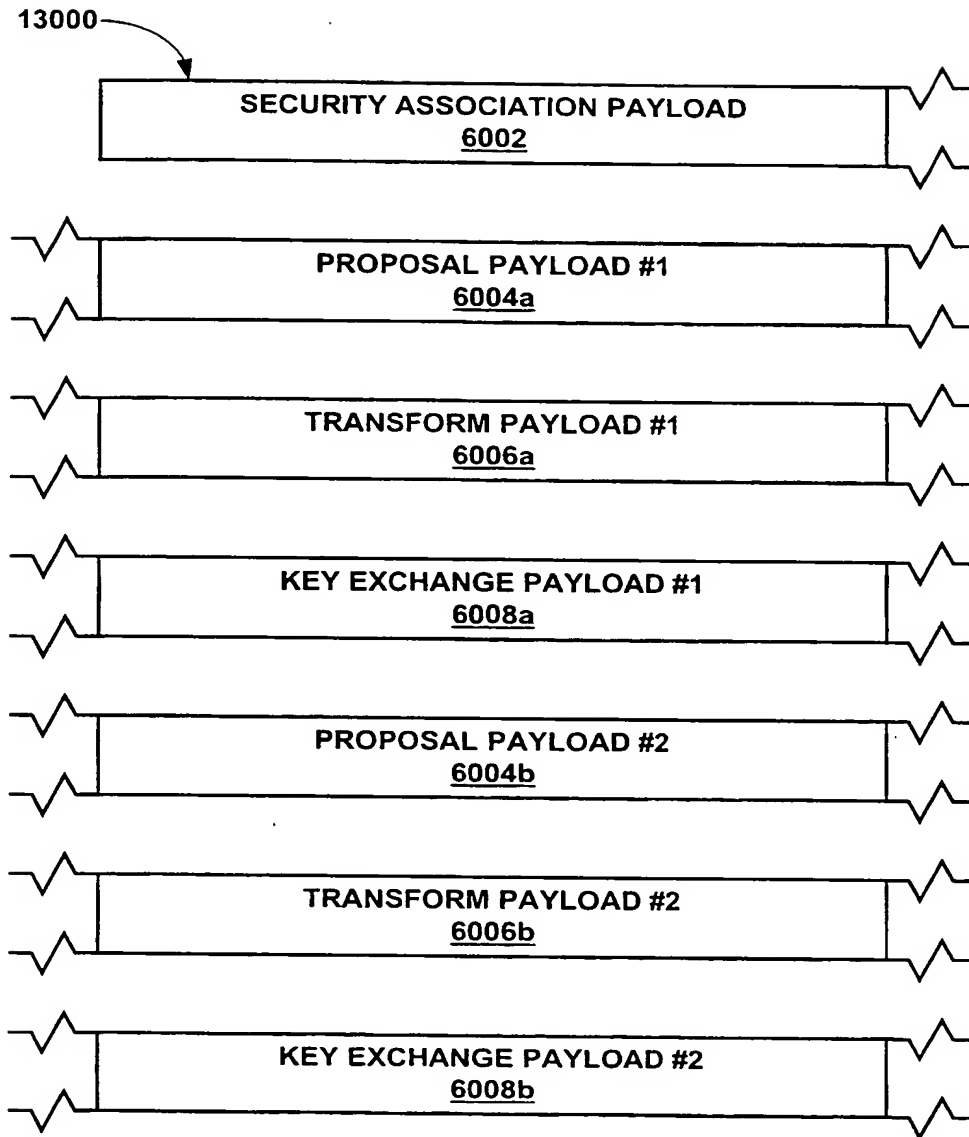 13000
SECURITY ASSOCIATION PAYLOAD
6002
PROPOSAL PAYLOAD #1
6004a
TRANSFORM PAYLOAD #1
6006a
KEY EXCHANGE PAYLOAD #1
6008a
PROPOSAL PAYLOAD #2
6004b
TRANSFORM PAYLOAD #2
6006b
KEY EXCHANGE PAYLOAD #2
6008b